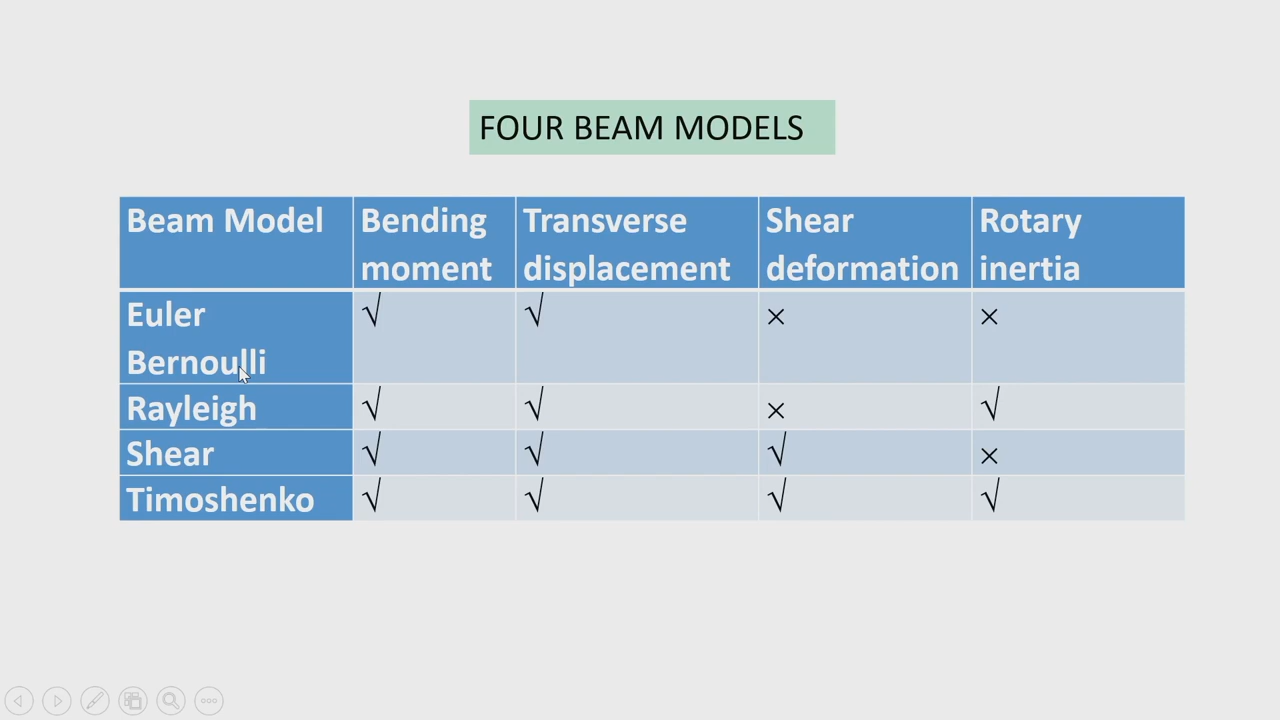 FOUR BEAM MODELS
Beam Model Bending moment Transverse displacement Shear deformation Rotary inertia
Euler Bernoulli √ √ × ×
Rayleigh √ √ × √
Shear √ √ √ ×
Timoshenko √ √ √ √